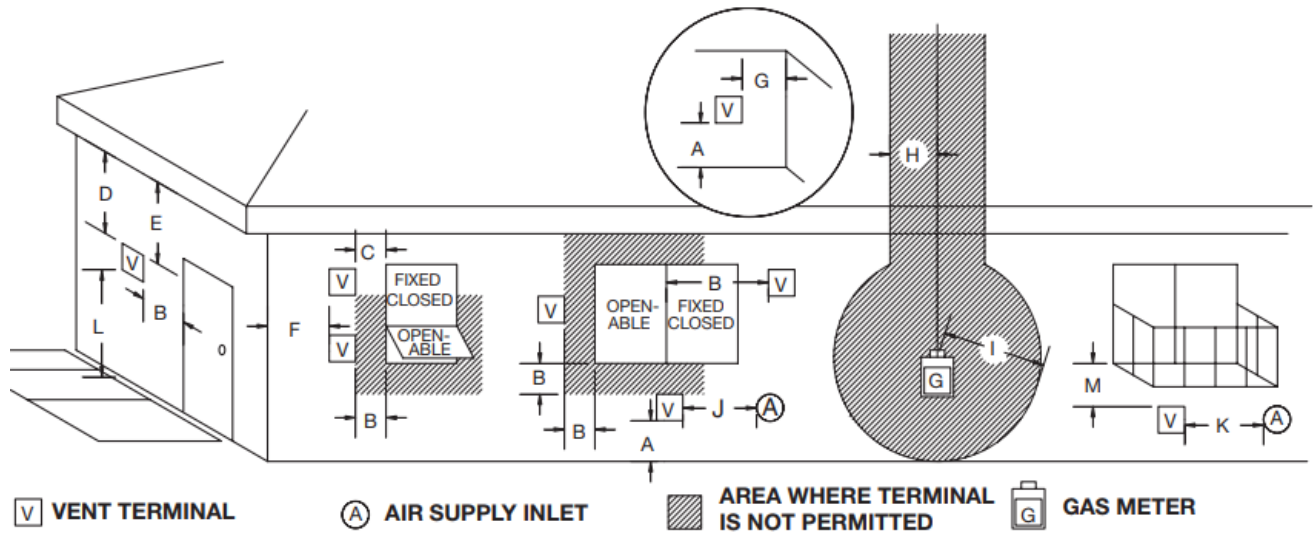 G
V
A
H
D
E
C
V
FIXED
CLOSED
B
V
V
OPEN-
ABLE
FIXED
CLOSED
V
L
B
F
V
OPEN-
ABLE
I
G
B
M
V
J
A
V
K
A
B
B
A
V VENT TERMINAL
A AIR SUPPLY INLET
AREA WHERE TERMINAL
IS NOT PERMITTED
G GAS METER